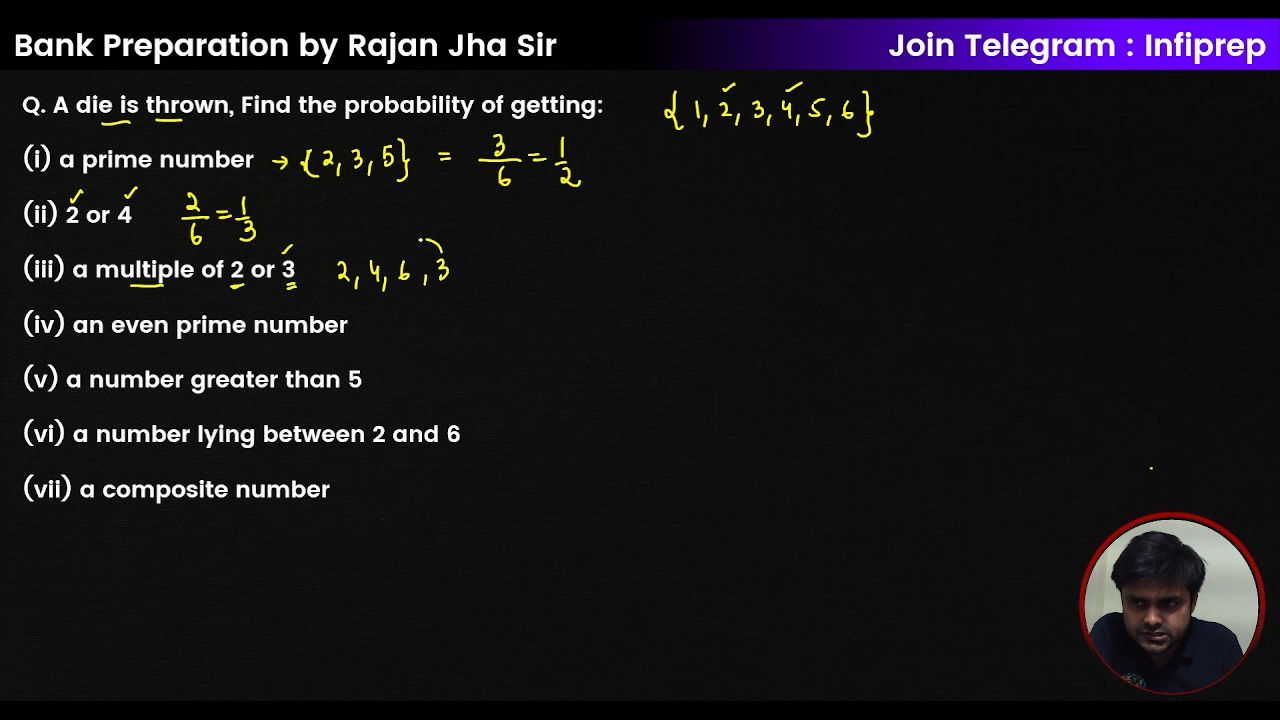 Bank Preparation by Rajan Jha Sir
Join Telegram : Infiprep
Q. A die is thrown, Find the probability of getting: {1, 2, 3, 4, 5, 6}
(i) a prime number → {2, 3, 5} = 3/6 = 1/2
(ii) 2 or 4 2/6 = 1/3
(iii) a multiple of 2 or 3 2, 4, 6, 3
(iv) an even prime number
(v) a number greater than 5
(vi) a number lying between 2 and 6
(vii) a composite number